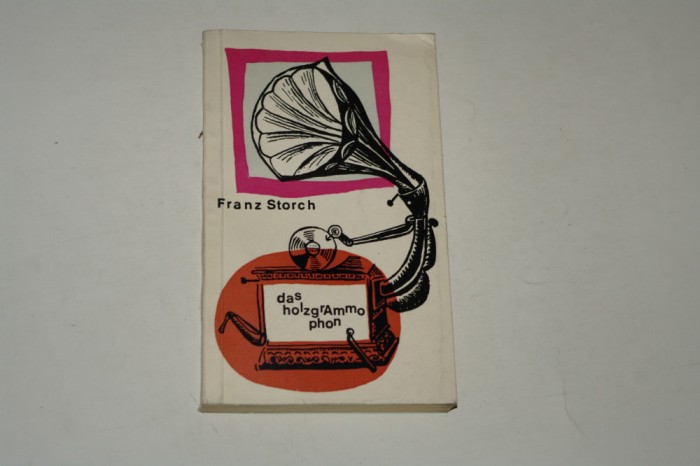 Franz Storch
das
holzgrAmmo
phon